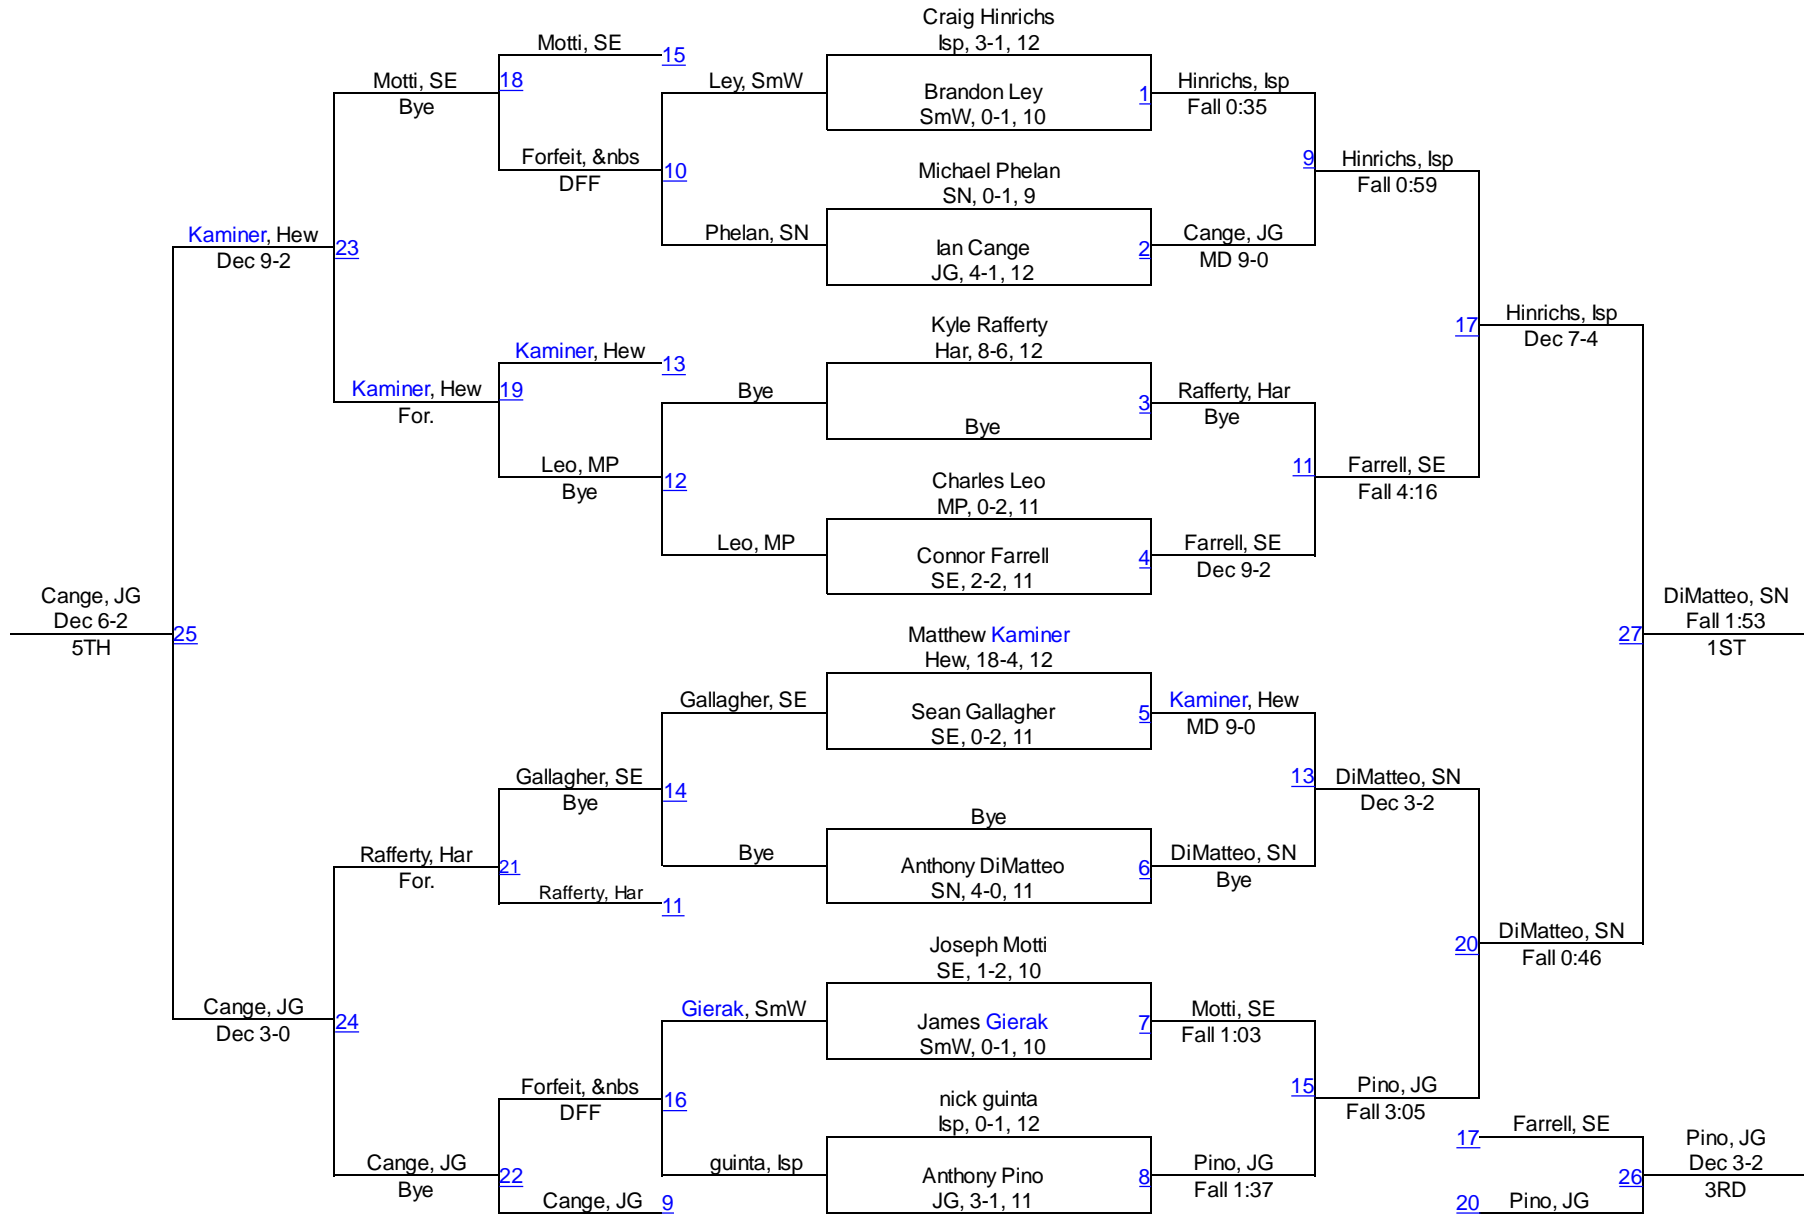 Craig Hinrichs
Isp, 3-1, 12
Motti, SE
15
Motti, SE
18
Bye
Ley, SmW
Brandon Ley
SmW, 0-1, 10
1
Hinrichs, Isp
Fall 0:35
Forfeit, &nbs
DFF
10
Michael Phelan
SN, 0-1, 9
9
Hinrichs, Isp
Fall 0:59
Kaminer, Hew
Dec 9-2
23
Phelan, SN
Ian Cange
JG, 4-1, 12
2
Cange, JG
MD 9-0
Kyle Rafferty
Har, 8-6, 12
17
Hinrichs, Isp
Dec 7-4
Kaminer, Hew
13
Kaminer, Hew
For.
19
Bye
Bye
3
Rafferty, Har
Bye
Leo, MP
Bye
12
Charles Leo
MP, 0-2, 11
11
Farrell, SE
Fall 4:16
Leo, MP
Connor Farrell
SE, 2-2, 11
4
Farrell, SE
Dec 9-2
Cange, JG
Dec 6-2
5TH
25
Matthew Kaminer
Hew, 18-4, 12
27
DiMatteo, SN
Fall 1:53
1ST
Gallagher, SE
Sean Gallagher
SE, 0-2, 11
5
Kaminer, Hew
MD 9-0
Gallagher, SE
Bye
14
Bye
13
DiMatteo, SN
Dec 3-2
Rafferty, Har
For.
21
Rafferty, Har
11
Bye
Anthony DiMatteo
SN, 4-0, 11
6
DiMatteo, SN
Bye
Joseph Motti
SE, 1-2, 10
20
DiMatteo, SN
Fall 0:46
Cange, JG
Dec 3-0
24
Gierak, SmW
James Gierak
SmW, 0-1, 10
7
Motti, SE
Fall 1:03
Forfeit, &nbs
DFF
16
nick guinta
Isp, 0-1, 12
15
Pino, JG
Fall 3:05
Cange, JG
Bye
22
Cange, JG
9
guinta, Isp
Anthony Pino
JG, 3-1, 11
8
Pino, JG
Fall 1:37
17
Farrell, SE
20
Pino, JG
26
Pino, JG
Dec 3-2
3RD